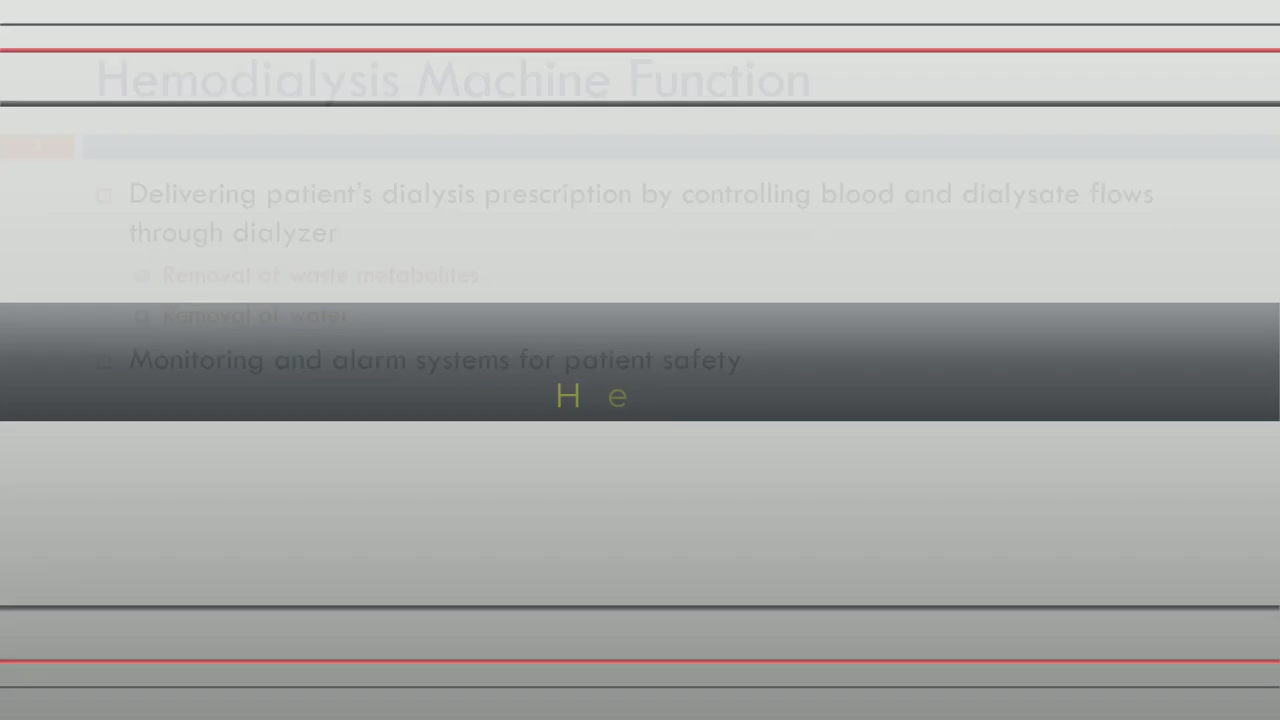 Hemodialysis Machine Function
Delivering patient's dialysis prescription by controlling blood and dialysate flows
through dialyzer
Removal of waste metabolites
Removal of water
Monitoring and alarm systems for patient safety
H e